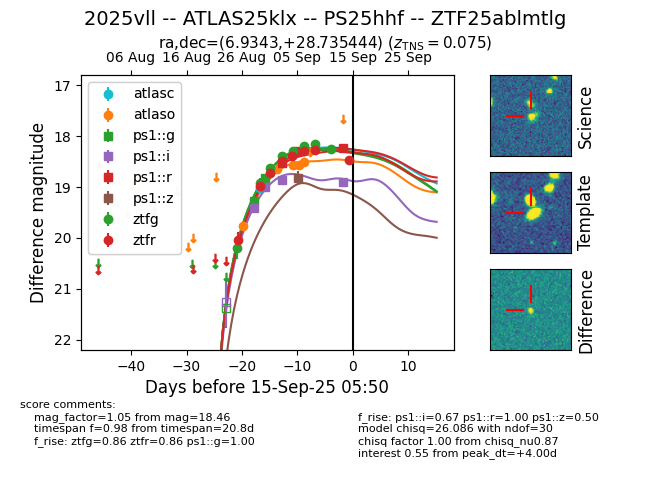 2025vll -- ATLAS25klx -- PS25hhf -- ZTF25ablmtlg
ra,dec=(6.9343,+28.735444) (z_TNS = 0.075)
06 Aug 16 Aug 26 Aug 05 Sep 15 Sep 25 Sep
17
18
19
20
21
22
Difference magnitude
atlasc
atlaso
ps1::g
ps1::i
ps1::r
ps1::z
ztfg
ztfr
−40 −30 −20 −10 0 10
Days before 15-Sep-25 05:50
Science
Template
Difference
score comments:
mag_factor=1.05 from mag=18.46
timespan f=0.98 from timespan=20.8d
f_rise: ztfg=0.86 ztfr=0.86 ps1::g=1.00
f_rise: ps1::i=0.67 ps1::r=1.00 ps1::z=0.50
model chisq=26.086 with ndof=30
chisq factor 1.00 from chisq_nu0.87
interest 0.55 from peak_dt=+4.00d